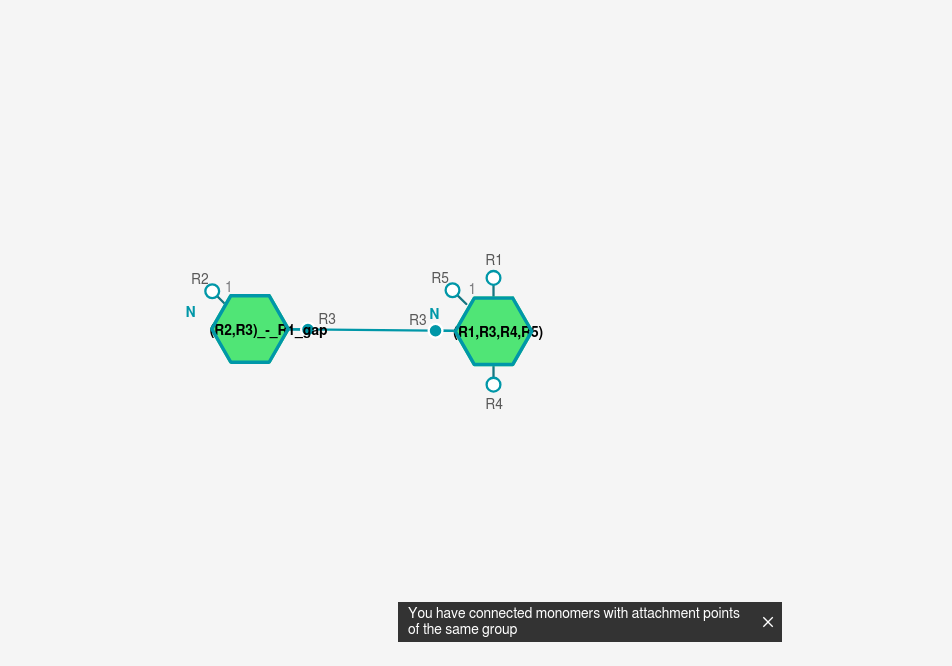 R1
R5
1
R2
1
N
N
R3
R3
(R2,R3)_-_R1_gap
(R1,R3,R4,R5)
R4
You have connected monomers with attachment points
of the same group